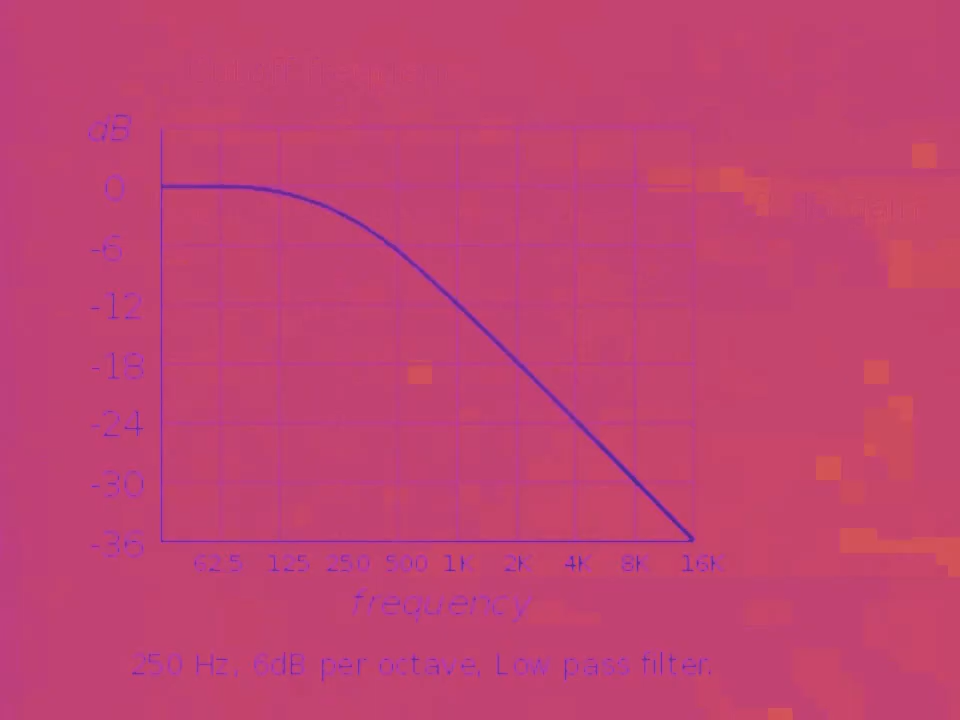 dB
0
-6
-12
-18
-24
-30
-36
62.5 125 250 500 1K 2K 4K 8K 16K
frequency
250 Hz, 6dB per octave, Low pass filter.